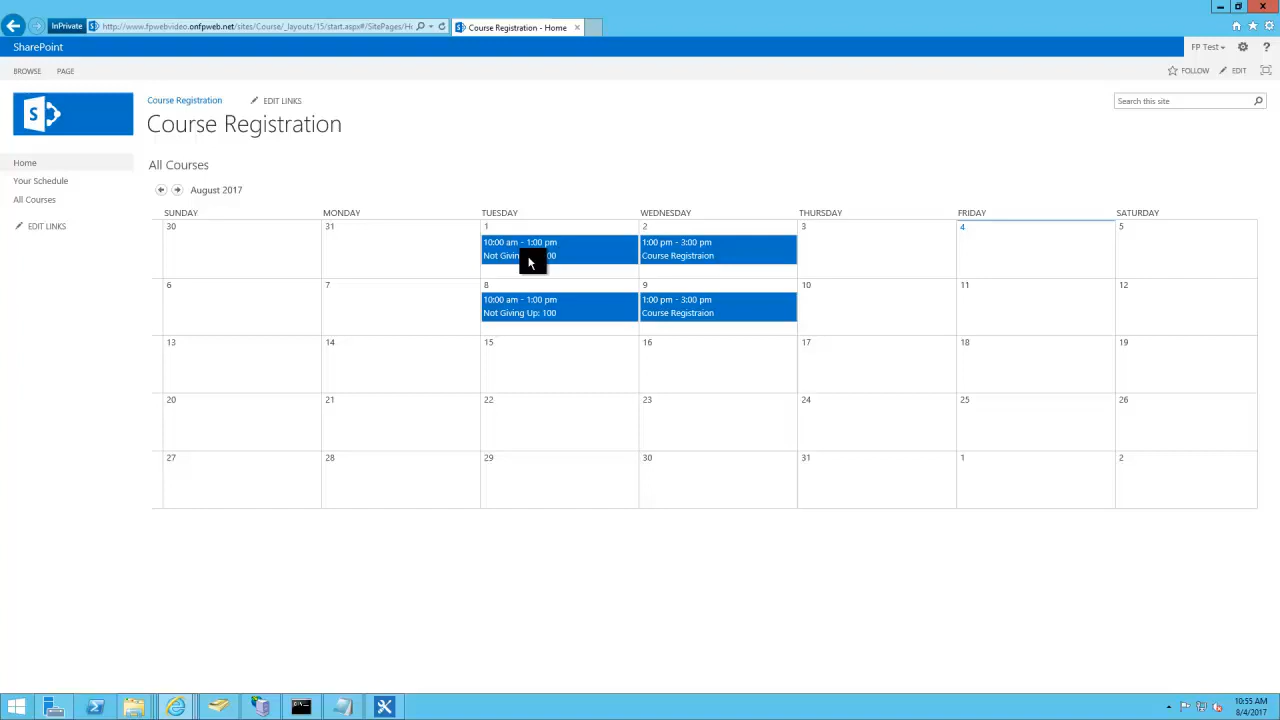 InPrivate
http://www.fpwebvideo.onfpweb.net/sites/Course/_layouts/15/start.aspx#/SitePages/H
Course Registration - Home
SharePoint
FP Test
?
BROWSE PAGE
FOLLOW EDIT
S
Course Registration
EDIT LINKS
Search this site
Course Registration
Home
Your Schedule
All Courses
EDIT LINKS
All Courses
August 2017
SUNDAY MONDAY TUESDAY WEDNESDAY THURSDAY FRIDAY SATURDAY
30 31 1 2 3 4 5
10:00 am - 1:00 pm
Not 00
1:00 pm - 3:00 pm
Course Registraion
6 7 8 9 10 11 12
10:00 am - 1:00 pm
Not Giving Up: 100
1:00 pm - 3:00 pm
Course Registraion
13 14 15 16 17 18 19
20 21 22 23 24 25 26
27 28 29 30 31 1 2
10:55 AM
8/4/2017